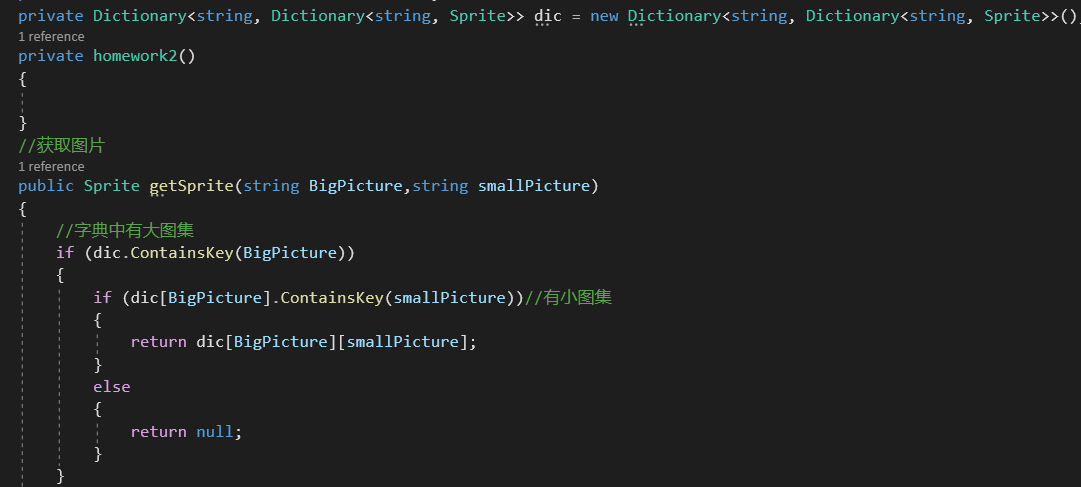 private Dictionary<string, Dictionary<string, Sprite>> dic = new Dictionary<string, Dictionary<string, Sprite>>();
1 reference
private homework2()
{
}
//获取图片
1 reference
public Sprite getSprite(string BigPicture,string smallPicture)
{
//字典中有大图集
if (dic.ContainsKey(BigPicture))
{
if (dic[BigPicture].ContainsKey(smallPicture))//有小图集
{
return dic[BigPicture][smallPicture];
}
else
{
return null;
}
}